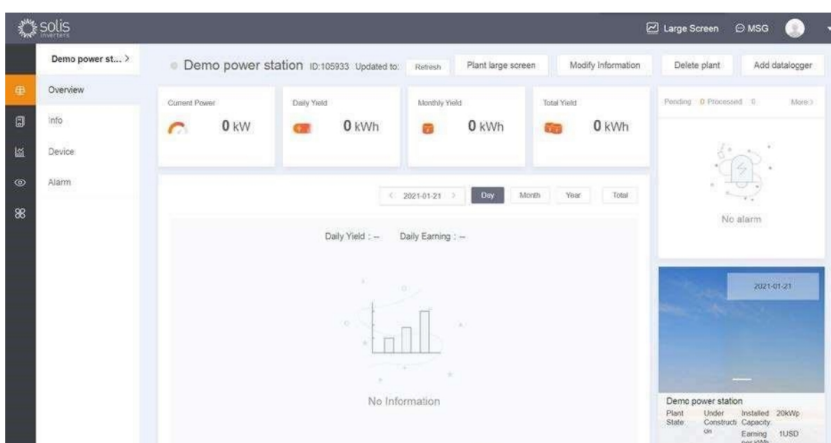 solis
inverters
Large Screen
MSG
Demo power st... >
Demo power station ID:105933 Updated to:
Refresh
Plant large screen
Modify Information
Delete plant
Add datalogger
Overview
Info
Device
Alarm
Current Power
0 kW
Daily Yield
0 kWh
Monthly Yield
0 kWh
Total Yield
0 kWh
Pending : 0 Processed : 0 More >
No alarm
< 2021-01-21 >
Day
Month
Year
Total
Daily Yield : -- Daily Earning : --
No Information
2021-01-21
Demo power station
Plant State
Under Constructi on
Installed Capacity:
20kWp
Earning per kWh
1USD